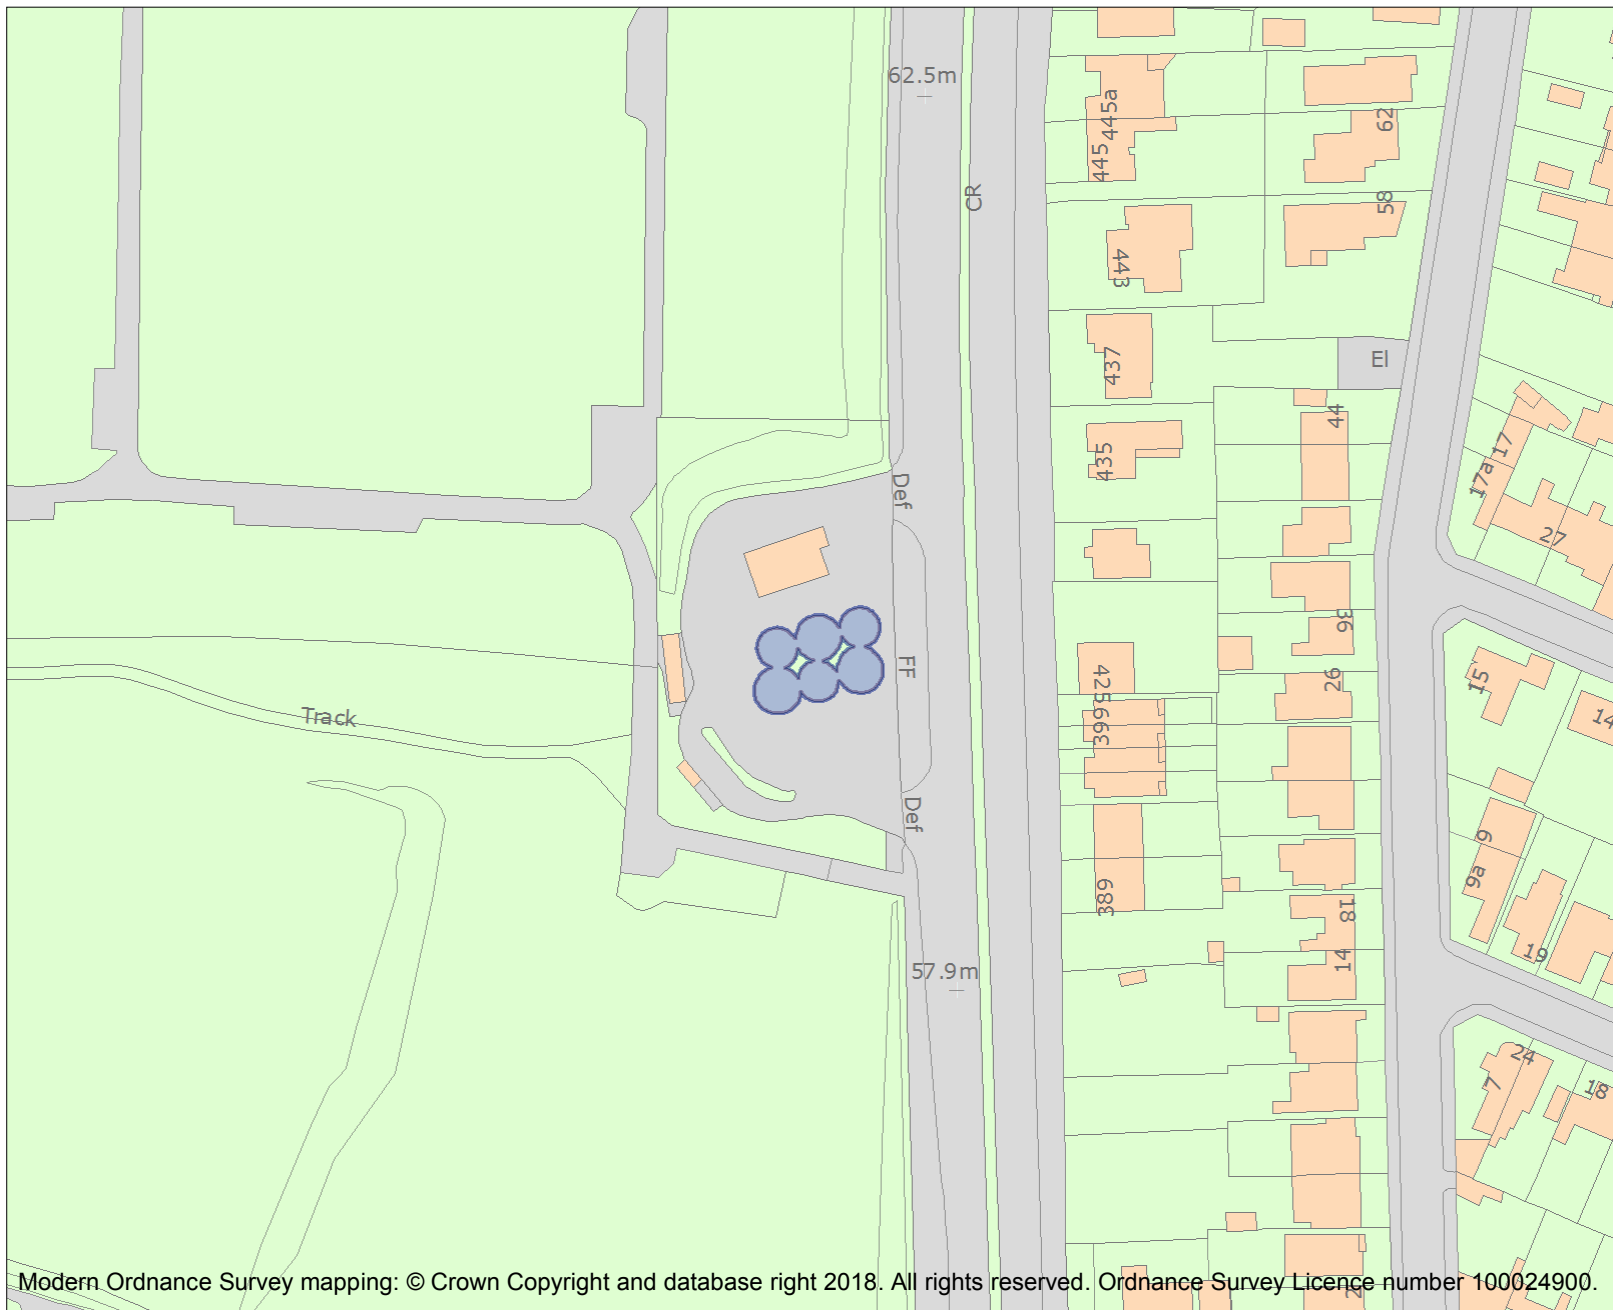 62.5m
445a
62
445
CR
58
443
El
437
44
17
435
17a
Def
27
36
FF
425
26
15
399
14
Track
Def
9
9a
389
18
19
14
57.9m
24
7
18
2
Modern Ordnance Survey mapping: © Crown Copyright and database right 2018. All rights reserved. Ordnance Survey Licence number 100024900.